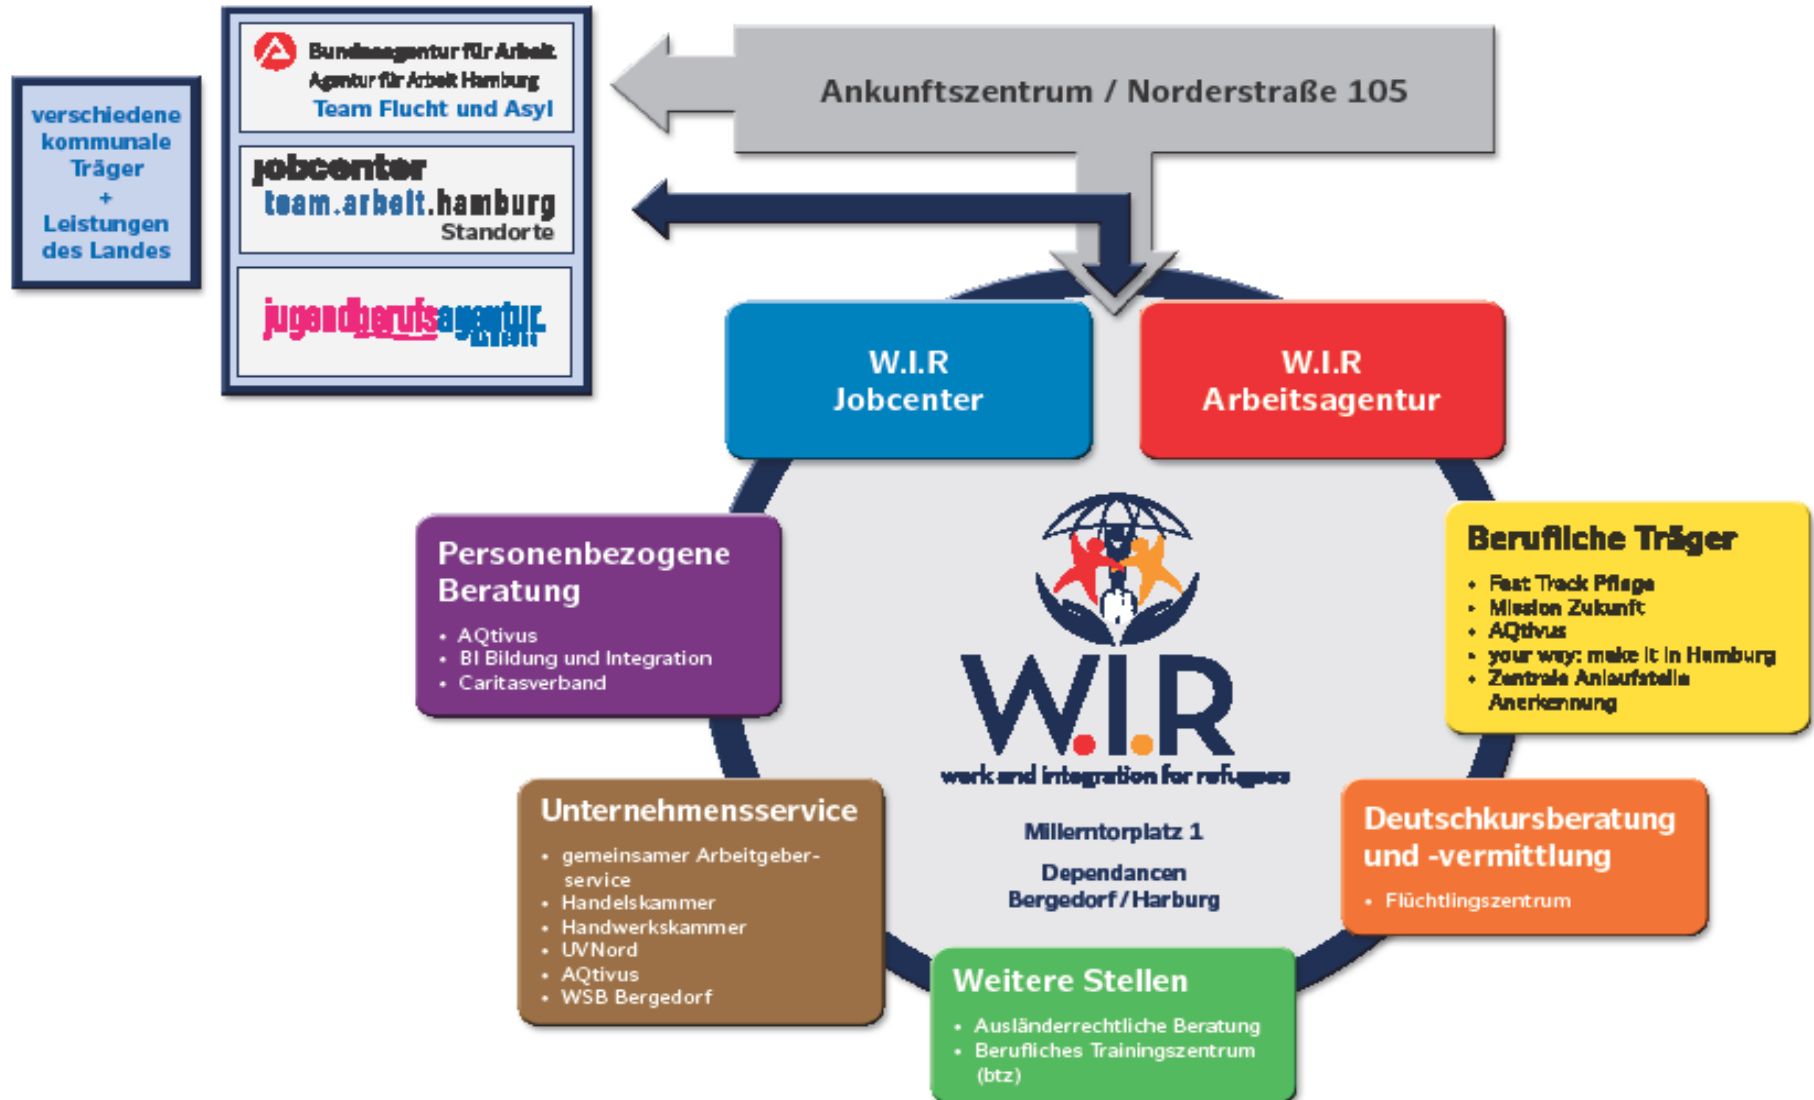 verschiedene
kommunale
Träger
+
Leistungen
des Landes
Bundesagentur für Arbeit
Agentur für Arbeit Hamburg
Team Flucht und Asyl
jobcenter
team.arbeit.hamburg
Standorte
jugendberufsagentur.
Ankunftszentrum / Norderstraße 105
W.I.R
Jobcenter
W.I.R
Arbeitsagentur
Personenbezogene
Beratung
• AQtivus
• BI Bildung und Integration
• Caritasverband
Berufliche Träger
• Fast Track Pflege
• Mission Zukunft
• AQtivus
• your way: make it in Hamburg
• Zentrale Anlaufstelle
Anerkennung
W.I.R
work and integration for refugees
Millerntorplatz 1
Dependancen
Bergedorf / Harburg
Unternehmensservice
• gemeinsamer Arbeitgeber-
service
• Handelskammer
• Handwerkskammer
• UVNord
• AQtivus
• WSB Bergedorf
Deutschkursberatung
und -vermittlung
• Flüchtlingszentrum
Weitere Stellen
• Ausländerrechtliche Beratung
• Berufliches Trainingszentrum
(btz)